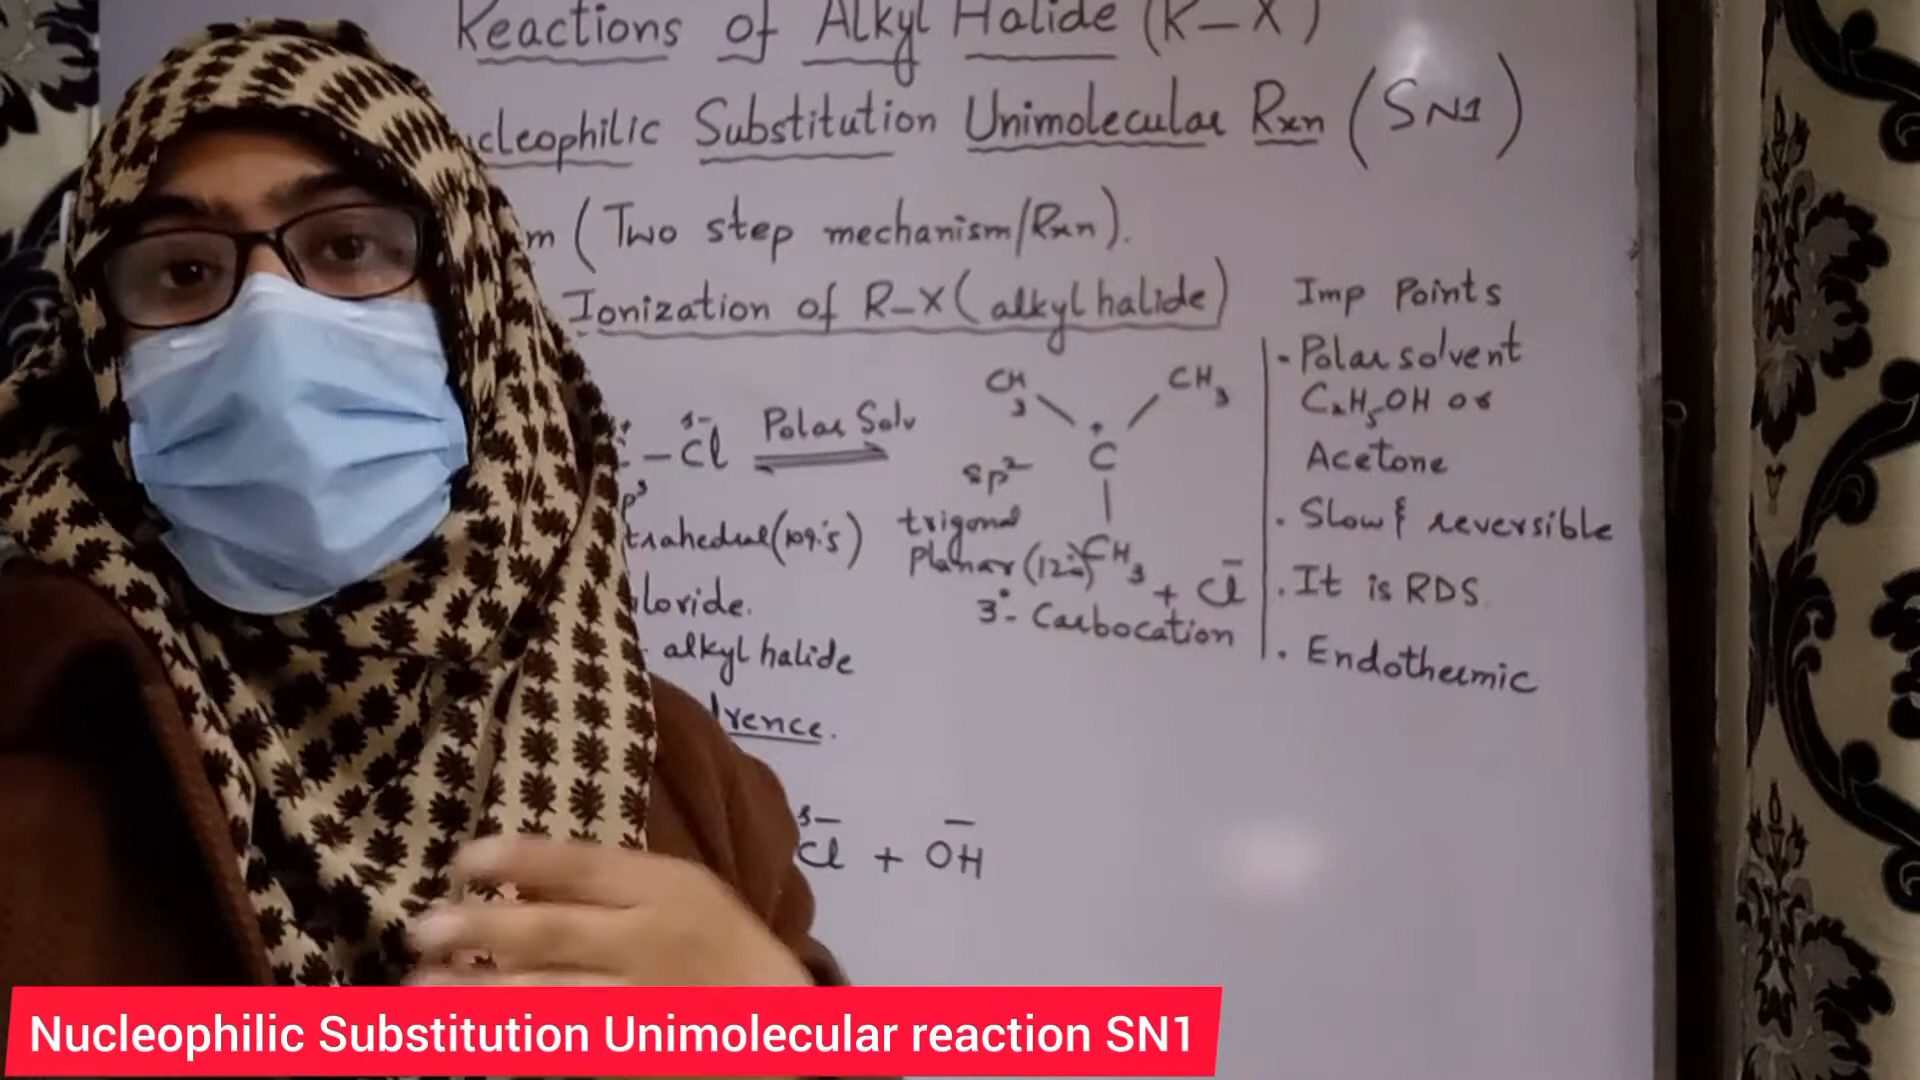 Reactions of Alkyl Halide (R-X)
cleophilic Substitution Unimolecular Rxn (SN1)
m (Two step mechanism/Rxn).
Ionization of R-X (alkyl halide)
Imp Points
• Polar solvent
C₂H₅OH or
Acetone
• Slow & reversible
• It is RDS
• Endothermic
δ-
-Cl
Polar Solv
CH₃
CH₃
+
C
sp²
trigonal
Planar (120)
CH₃
+ Cl⁻
3°- Carbocation
p³
trahedral (109.5)
loride.
alkyl halide
lvence.
δ-
Cl + OH⁻
Nucleophilic Substitution Unimolecular reaction SN1